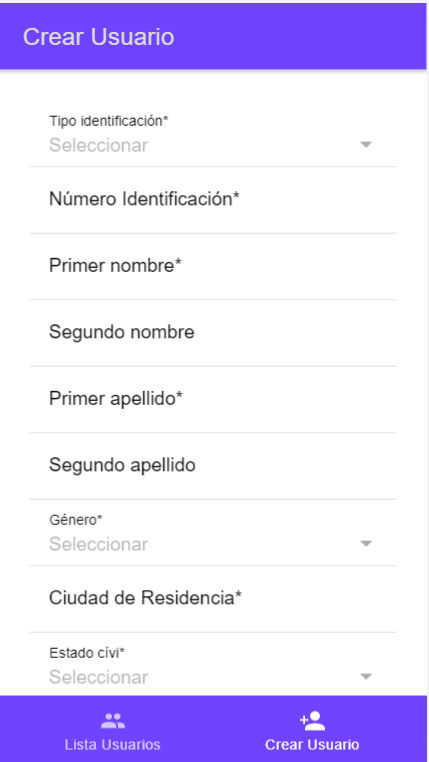 Crear Usuario
Tipo identificación*
Seleccionar
Número Identificación*
Primer nombre*
Segundo nombre
Primer apellido*
Segundo apellido
Género*
Seleccionar
Ciudad de Residencia*
Estado cívi*
Seleccionar
Lista Usuarios
Crear Usuario